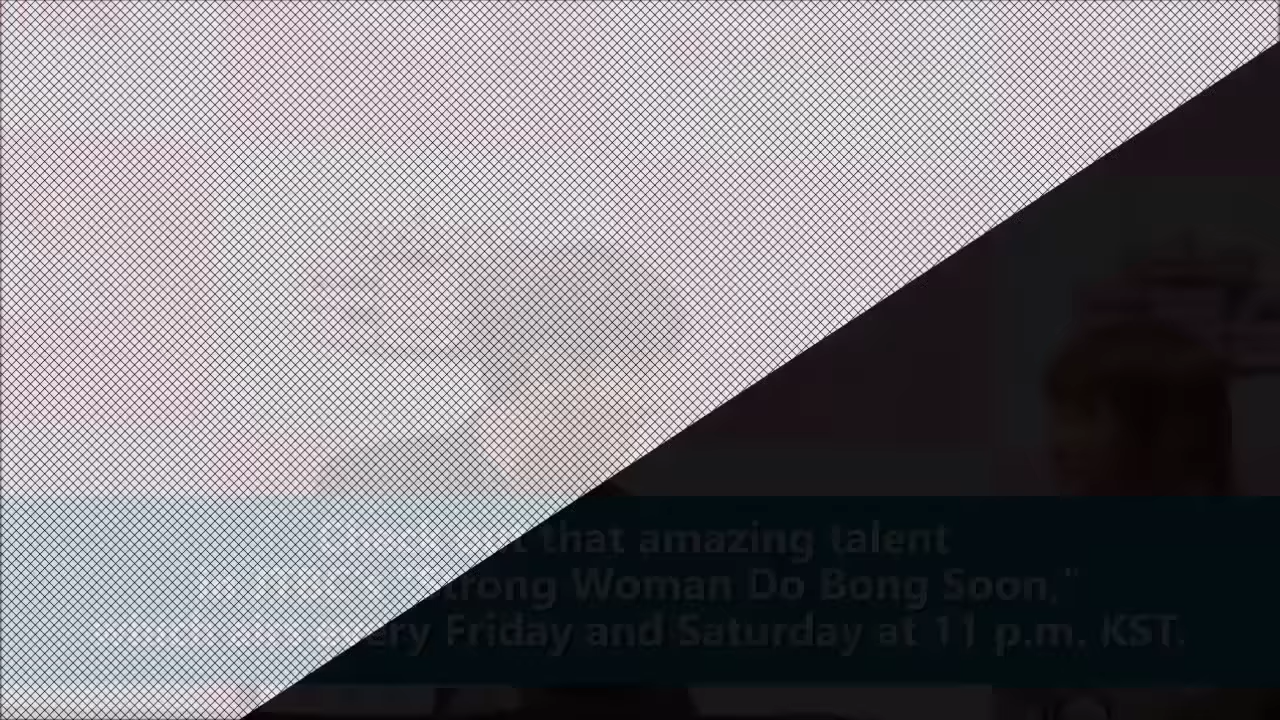 that amazing talent
Strong Woman Do Bong Soon,"
every Friday and Saturday at 11 p.m. KST.